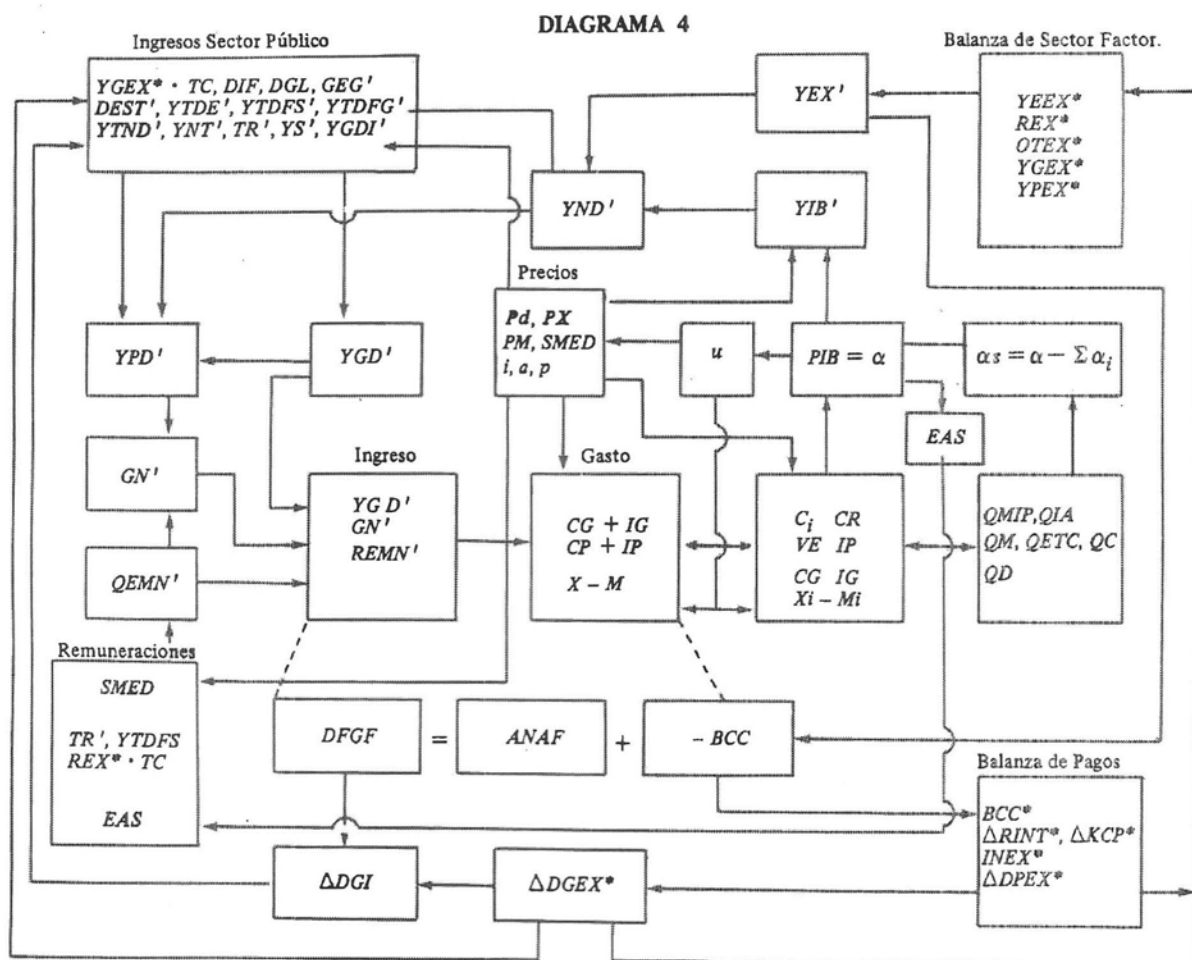 DIAGRAMA 4
Ingresos Sector Público
YGEX* · TC, DIF, DGL, GEG'
DEST', YTDE', YTDFS', YTDFG'
YTND', YNT', TR', YS', YGDI'
YEX'
Balanza de Sector Factor.
YEEX*
REX*
OTEX*
YGEX*
YPEX*
YND'
YIB'
Precios
Pd, PX
PM, SMED
i, a, p
YPD'
YGD'
u
PIB = α
αs = α − Σ αi
EAS
GN'
Ingreso
YGD'
GN'
REMN'
Gasto
CG + IG
CP + IP
X − M
Ci CR
VE IP
CG IG
Xi − Mi
QMIP, QIA
QM, QETC, QC
QD
QEMN'
Remuneraciones
SMED
TR', YTDFS
REX* · TC
EAS
DFGF
=
ANAF
+
− BCC
Balanza de Pagos
BCC*
ΔRINT*, ΔKCP*
INEX*
ΔDPEX*
ΔDGI
ΔDGEX*